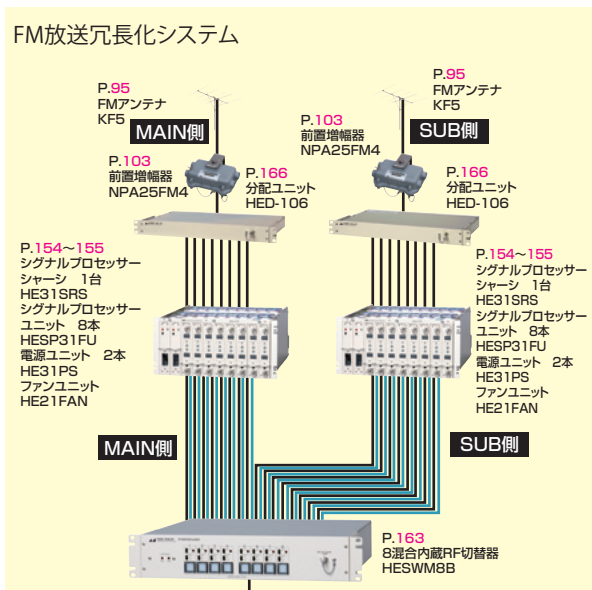 FM放送冗長化システム
P.95
FMアンテナ
KF5
MAIN側
P.103
前置増幅器
NPA25FM4
P.166
分配ユニット
HED-106
P.95
FMアンテナ
KF5
SUB側
P.103
前置増幅器
NPA25FM4
P.166
分配ユニット
HED-106
P.154〜155
シグナルプロセッサー
シャーシ　1台
HE31SRS
シグナルプロセッサー
ユニット　8本
HESP31FU
電源ユニット　2本
HE31PS
ファンユニット
HE21FAN
P.154〜155
シグナルプロセッサー
シャーシ　1台
HE31SRS
シグナルプロセッサー
ユニット　8本
HESP31FU
電源ユニット　2本
HE31PS
ファンユニット
HE21FAN
MAIN側
SUB側
P.163
8混合内蔵RF切替器
HESWM8B